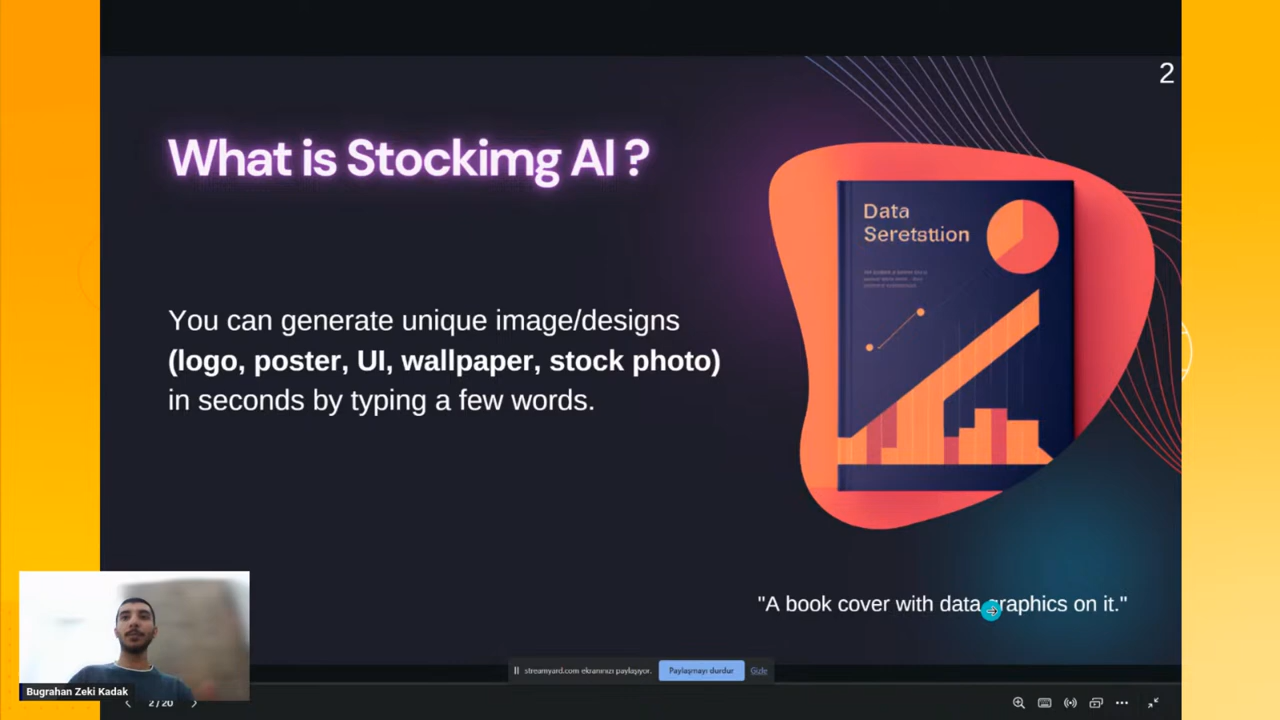 2
What is Stockimg AI ?
Data
Seretstiion
You can generate unique image/designs
(logo, poster, UI, wallpaper, stock photo)
in seconds by typing a few words.
"A book cover with data graphics on it."
streamyard.com ekranınızı paylaşıyor.
Paylaşmayı durdur
Gizle
Bugrahan Zeki Kadak
2 / 20